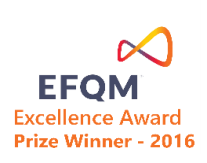 EFQM
Excellence Award
Prize Winner - 2016